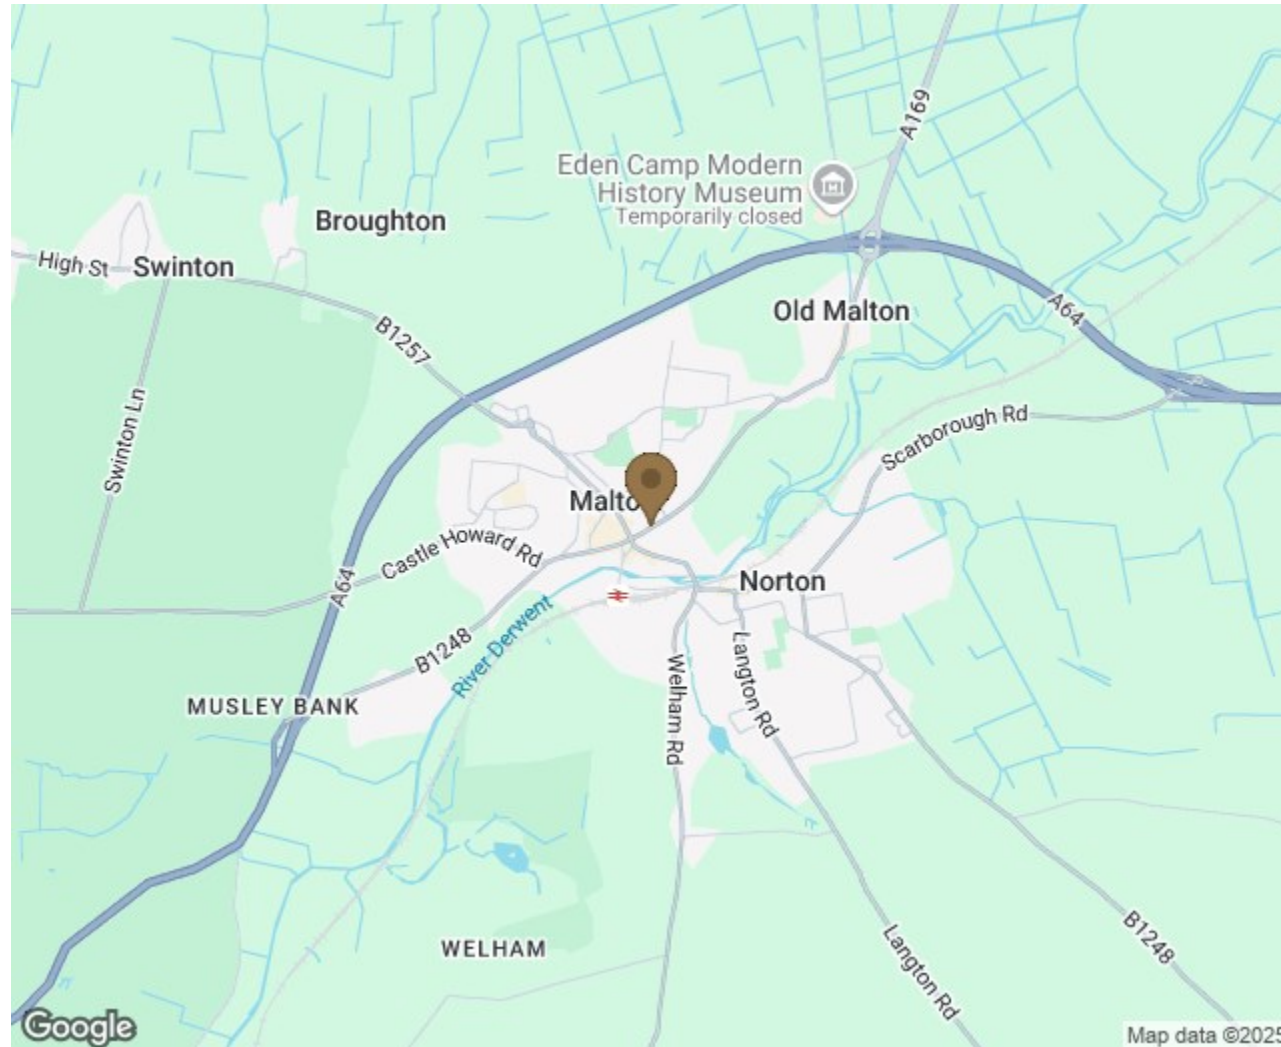 A169
Eden Camp Modern
History Museum
Temporarily closed
Broughton
High St
Swinton
Old Malton
A64
B1257
Swinton Ln
Scarborough Rd
Malto
Castle Howard Rd
A64
Norton
River Derwent
B1248
Langton Rd
Welham Rd
MUSLEY BANK
WELHAM
B1248
Langton Rd
Google
Map data ©2025